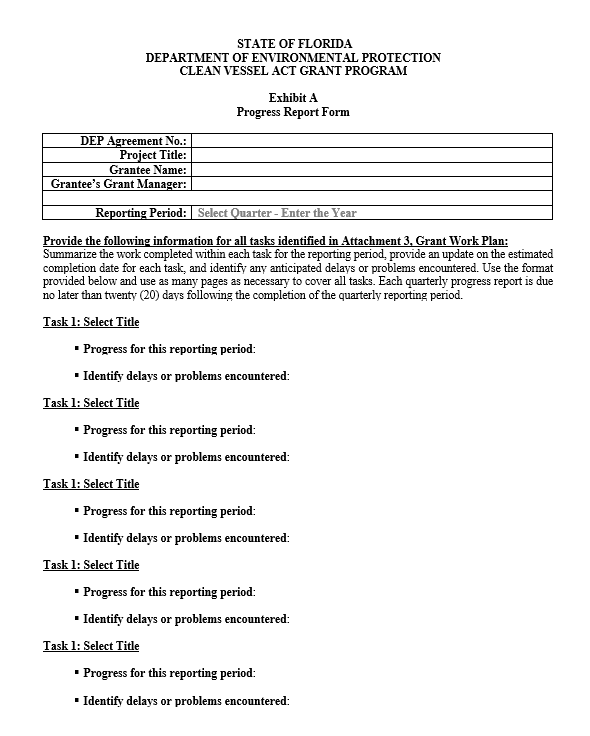 STATE OF FLORIDA
DEPARTMENT OF ENVIRONMENTAL PROTECTION
CLEAN VESSEL ACT GRANT PROGRAM
Exhibit A
Progress Report Form
DEP Agreement No.:
Project Title:
Grantee Name:
Grantee's Grant Manager:
Reporting Period: Select Quarter - Enter the Year
Provide the following information for all tasks identified in Attachment 3, Grant Work Plan:
Summarize the work completed within each task for the reporting period, provide an update on the estimated
completion date for each task, and identify any anticipated delays or problems encountered. Use the format
provided below and use as many pages as necessary to cover all tasks. Each quarterly progress report is due
no later than twenty (20) days following the completion of the quarterly reporting period.
Task 1: Select Title
▪ Progress for this reporting period:
▪ Identify delays or problems encountered:
Task 1: Select Title
▪ Progress for this reporting period:
▪ Identify delays or problems encountered:
Task 1: Select Title
▪ Progress for this reporting period:
▪ Identify delays or problems encountered:
Task 1: Select Title
▪ Progress for this reporting period:
▪ Identify delays or problems encountered:
Task 1: Select Title
▪ Progress for this reporting period:
▪ Identify delays or problems encountered: